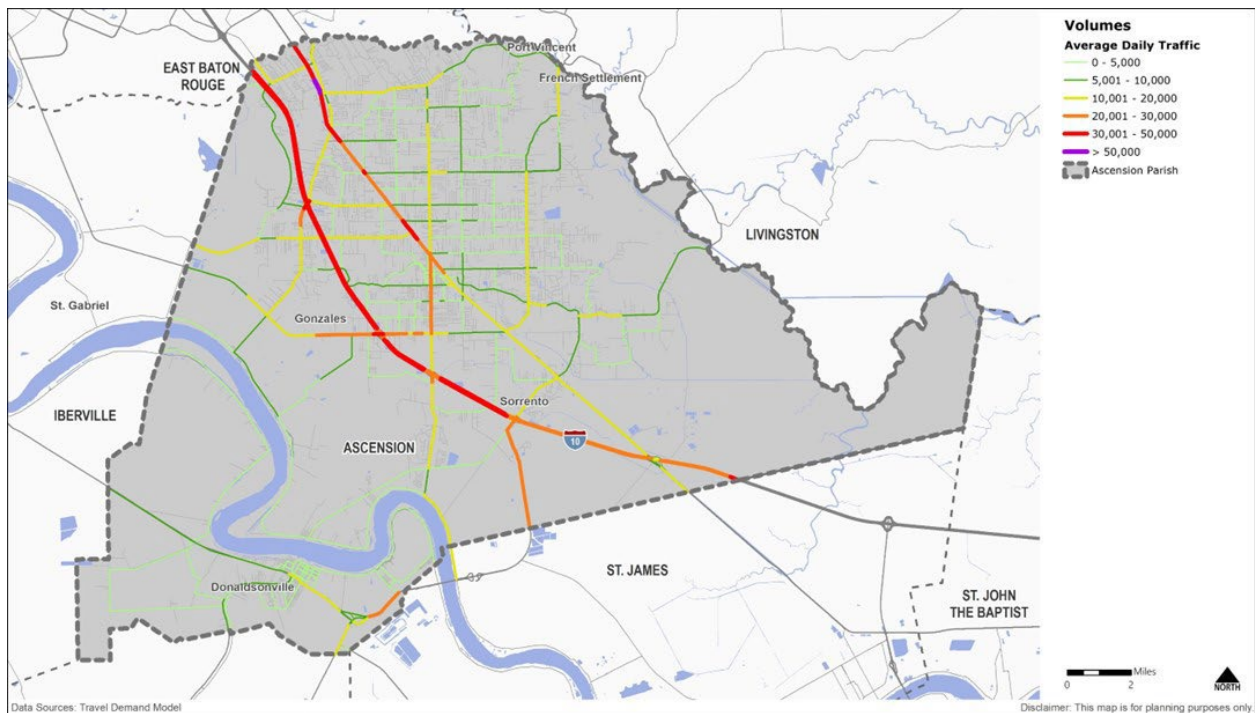 Volumes
Average Daily Traffic
0 - 5,000
5,001 - 10,000
10,001 - 20,000
20,001 - 30,000
30,001 - 50,000
> 50,000
Ascension Parish
EAST BATON
ROUGE
Port Vincent
French Settlement
LIVINGSTON
St. Gabriel
Gonzales
IBERVILLE
ASCENSION
Sorrento
10
Donaldsonville
ST. JAMES
ST. JOHN
THE BAPTIST
Miles
0 2
NORTH
Data Sources: Travel Demand Model
Disclaimer: This map is for planning purposes only.